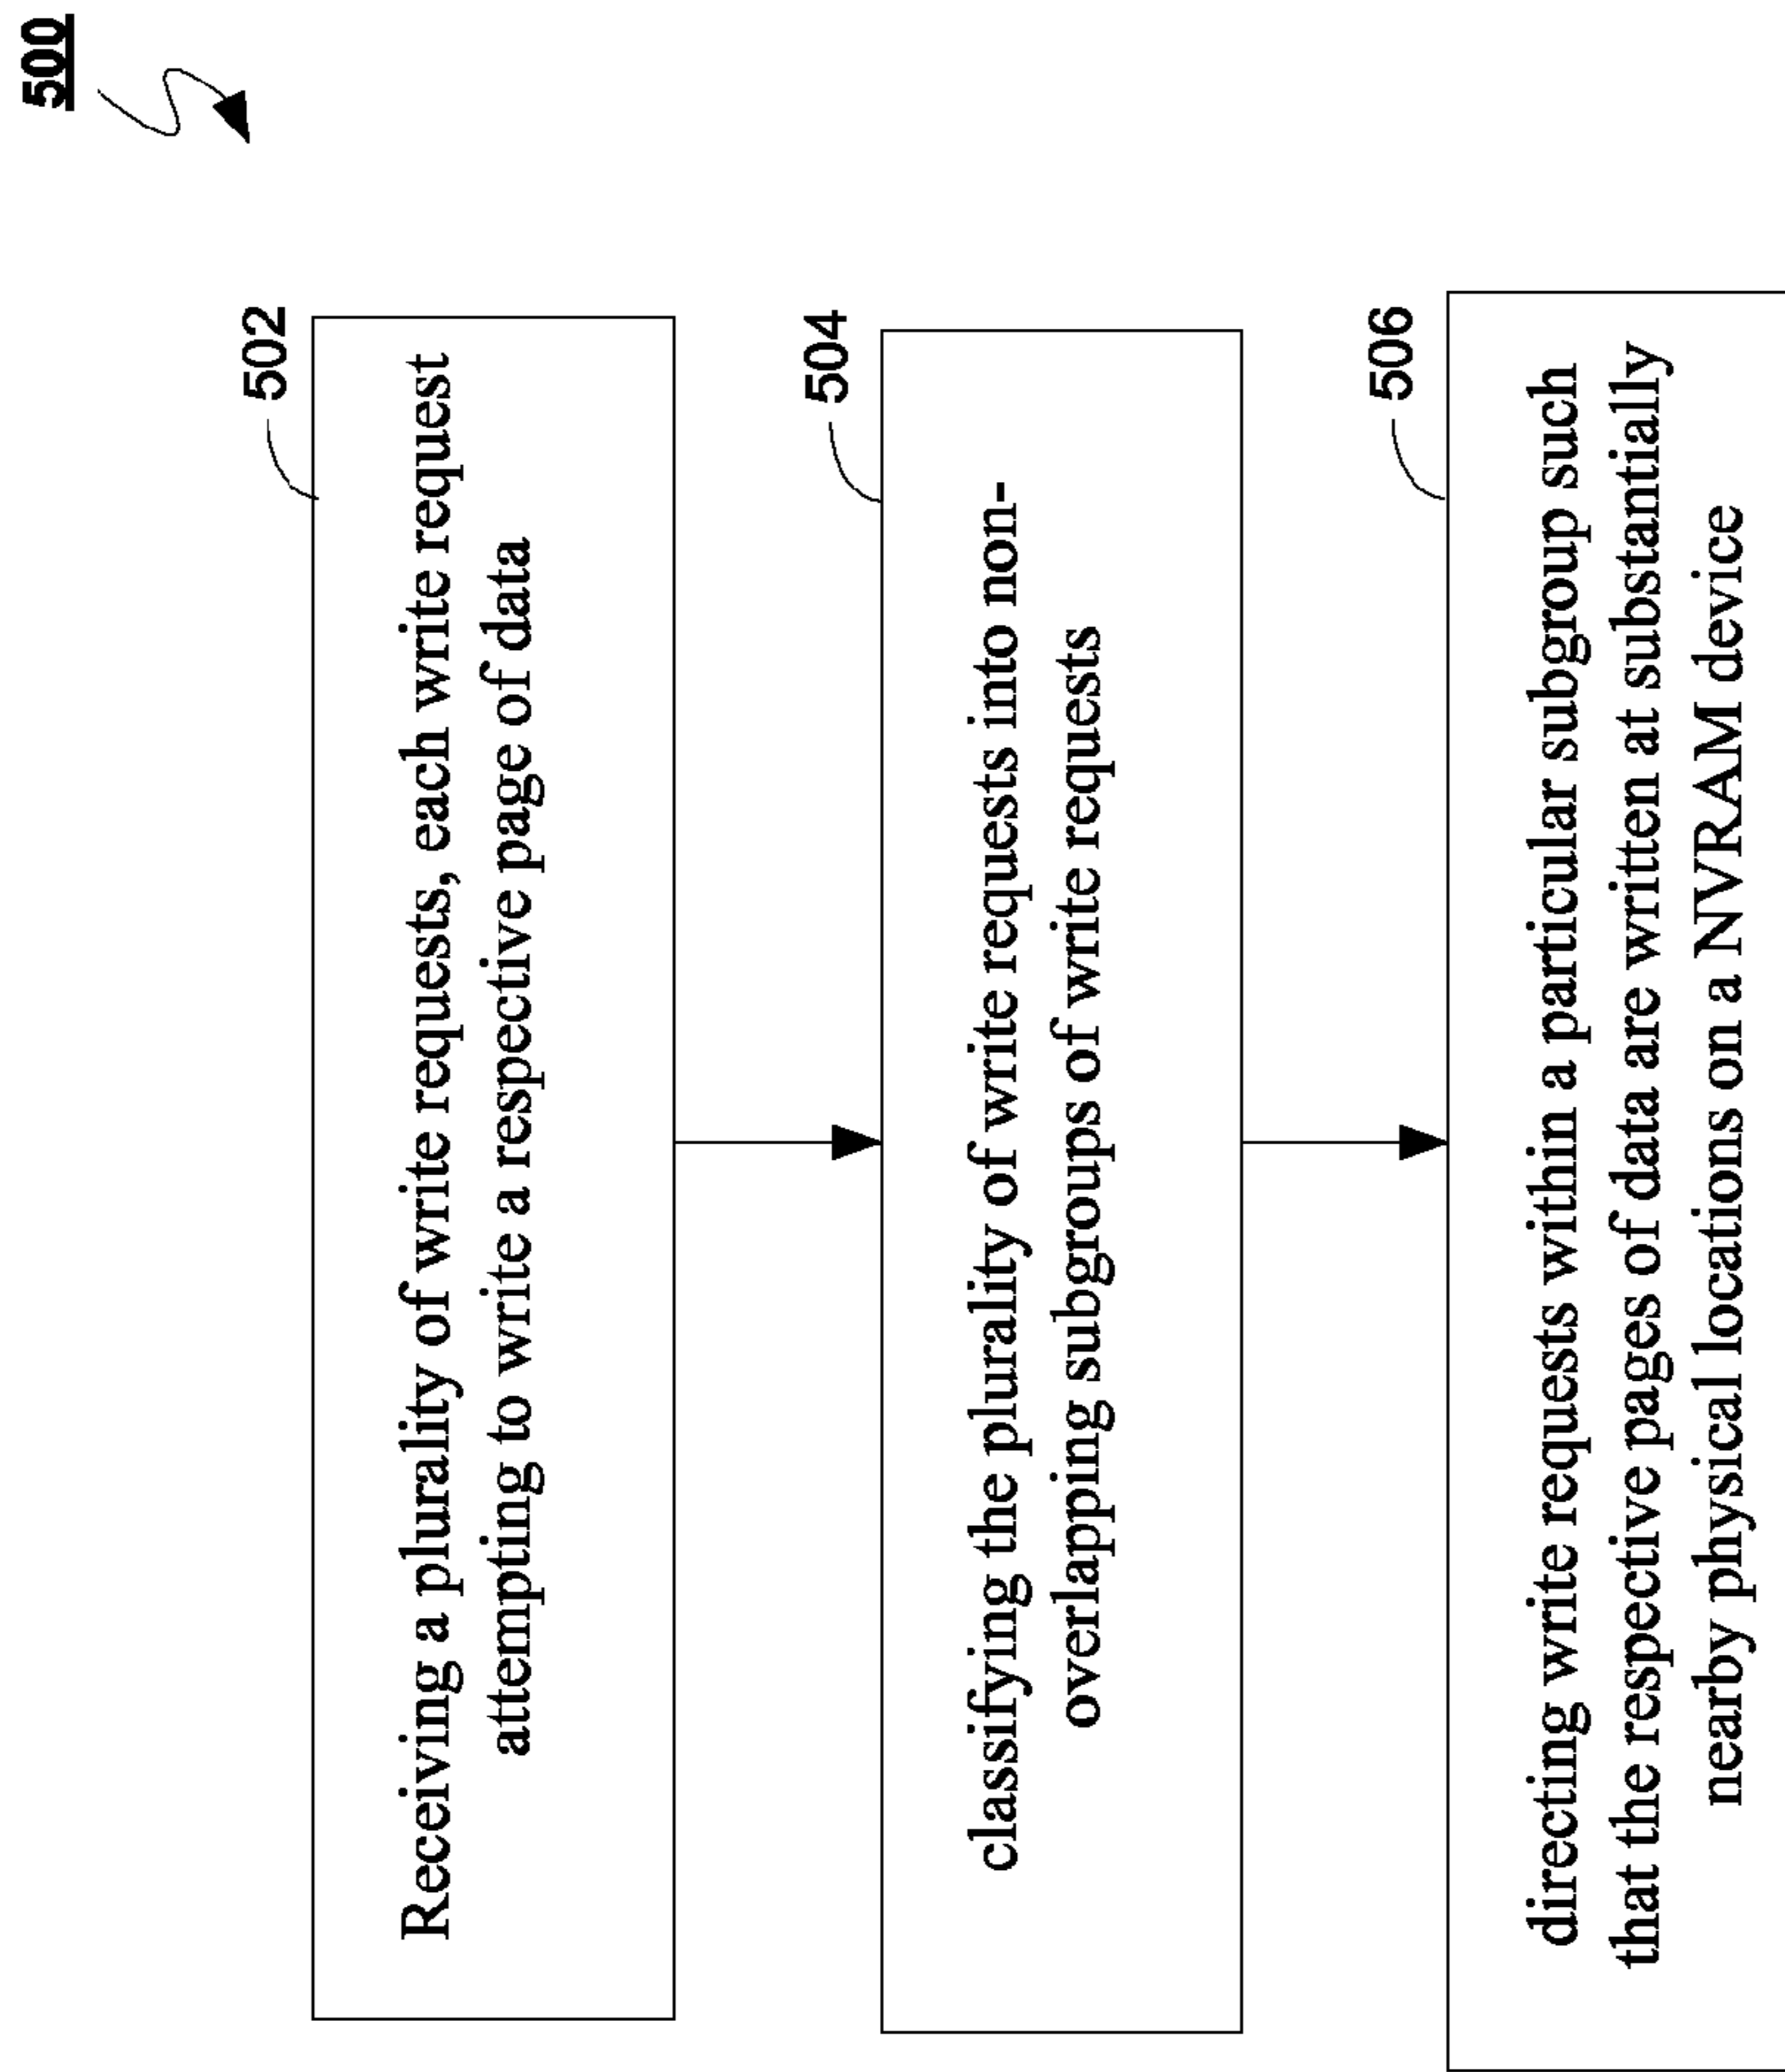 500
502
Receiving a plurality of write requests, each write request
attempting to write a respective page of data
504
classifying the plurality of write requests into non-
overlapping subgroups of write requests
506
directing write requests within a particular subgroup such
that the respective pages of data are written at substantially
nearby physical locations on a NVRAM device